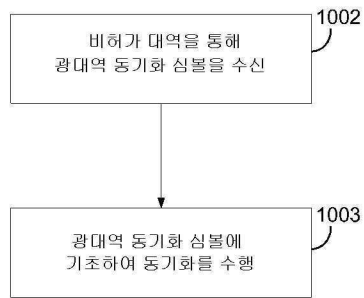 1002
비허가 대역을 통해
광대역 동기화 심볼을 수신
1003
광대역 동기화 심볼에
기초하여 동기화를 수행